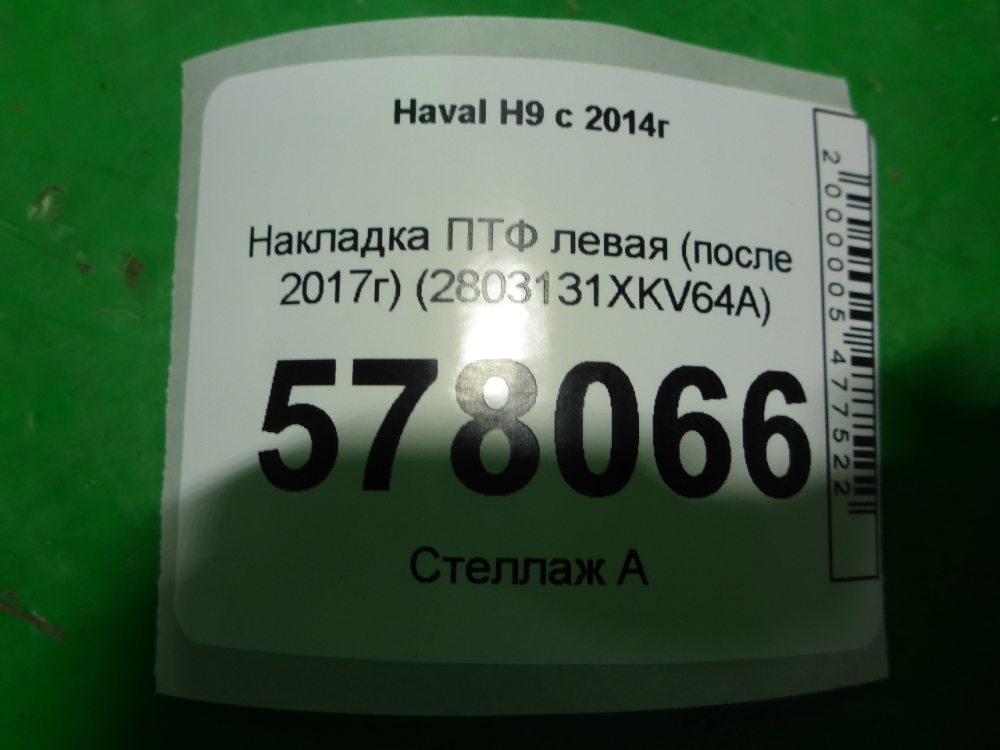 Haval H9 с 2014г
Накладка ПТФ левая (после
2017г) (2803131XKV64A)
578066
Стеллаж А
2000005477522